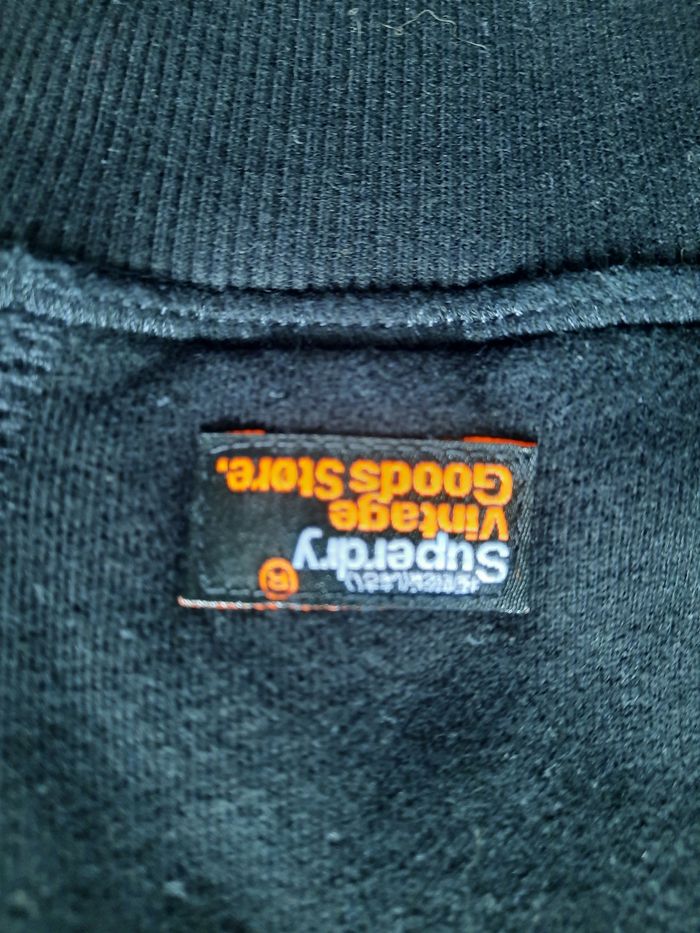 ®
Superdry
Vintage
Goods Store.